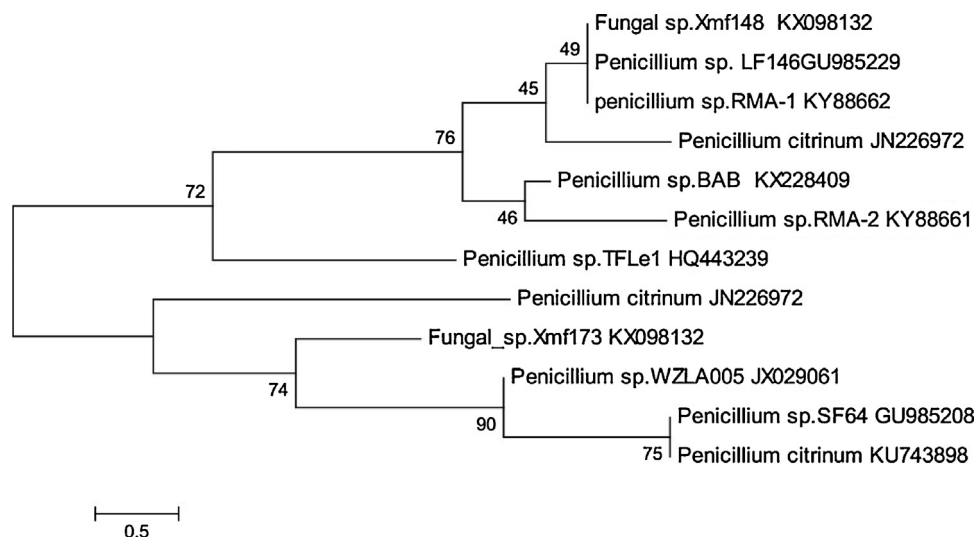 Fungal sp.Xmf148 KX098132
49
Penicillium sp. LF146GU985229
45
penicillium sp.RMA-1 KY88662
76
Penicillium citrinum JN226972
72
Penicillium sp.BAB KX228409
46
Penicillium sp.RMA-2 KY88661
Penicillium sp.TFLe1 HQ443239
Penicillium citrinum JN226972
Fungal_sp.Xmf173 KX098132
74
Penicillium sp.WZLA005 JX029061
90
Penicillium sp.SF64 GU985208
75
Penicillium citrinum KU743898
0.5